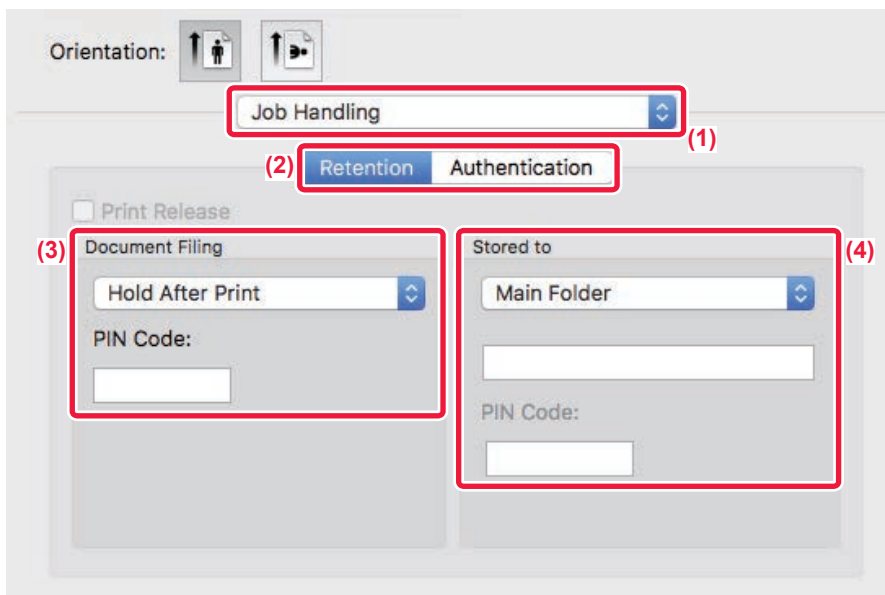 Orientation:
Job Handling
(1)
(2) Retention Authentication
Print Release
(3) Document Filing
Stored to (4)
Hold After Print
Main Folder
PIN Code:
PIN Code: